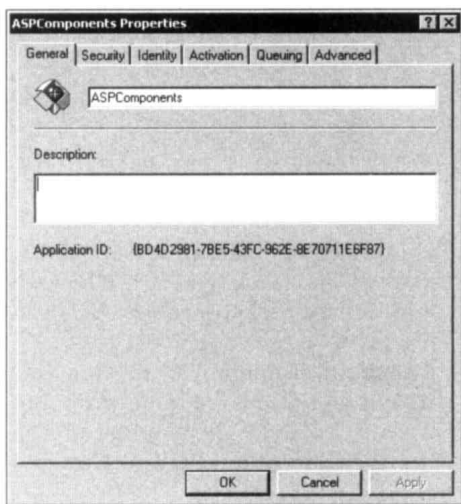 ASPComponents Properties
General Security Identity Activation Queuing Advanced
ASPComponents
Description:
Application ID: {BD4D2981-7BE5-43FC-962E-8E70711E6F87}
OK Cancel Apply